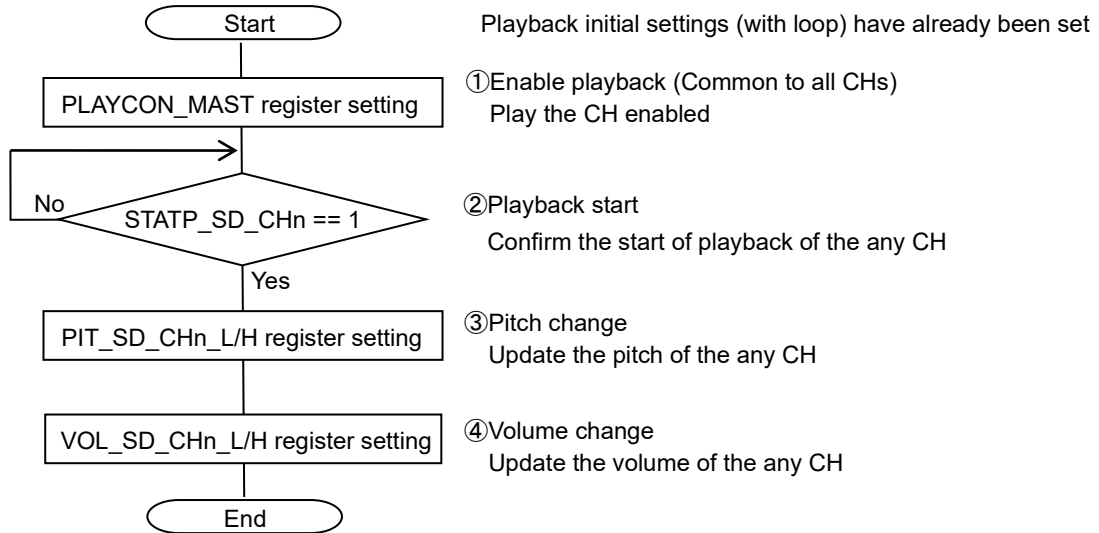 Start
Playback initial settings (with loop) have already been set
PLAYCON_MAST register setting
①Enable playback (Common to all CHs)
Play the CH enabled
No
STATP_SD_CHn == 1
②Playback start
Confirm the start of playback of the any CH
Yes
PIT_SD_CHn_L/H register setting
③Pitch change
Update the pitch of the any CH
VOL_SD_CHn_L/H register setting
④Volume change
Update the volume of the any CH
End